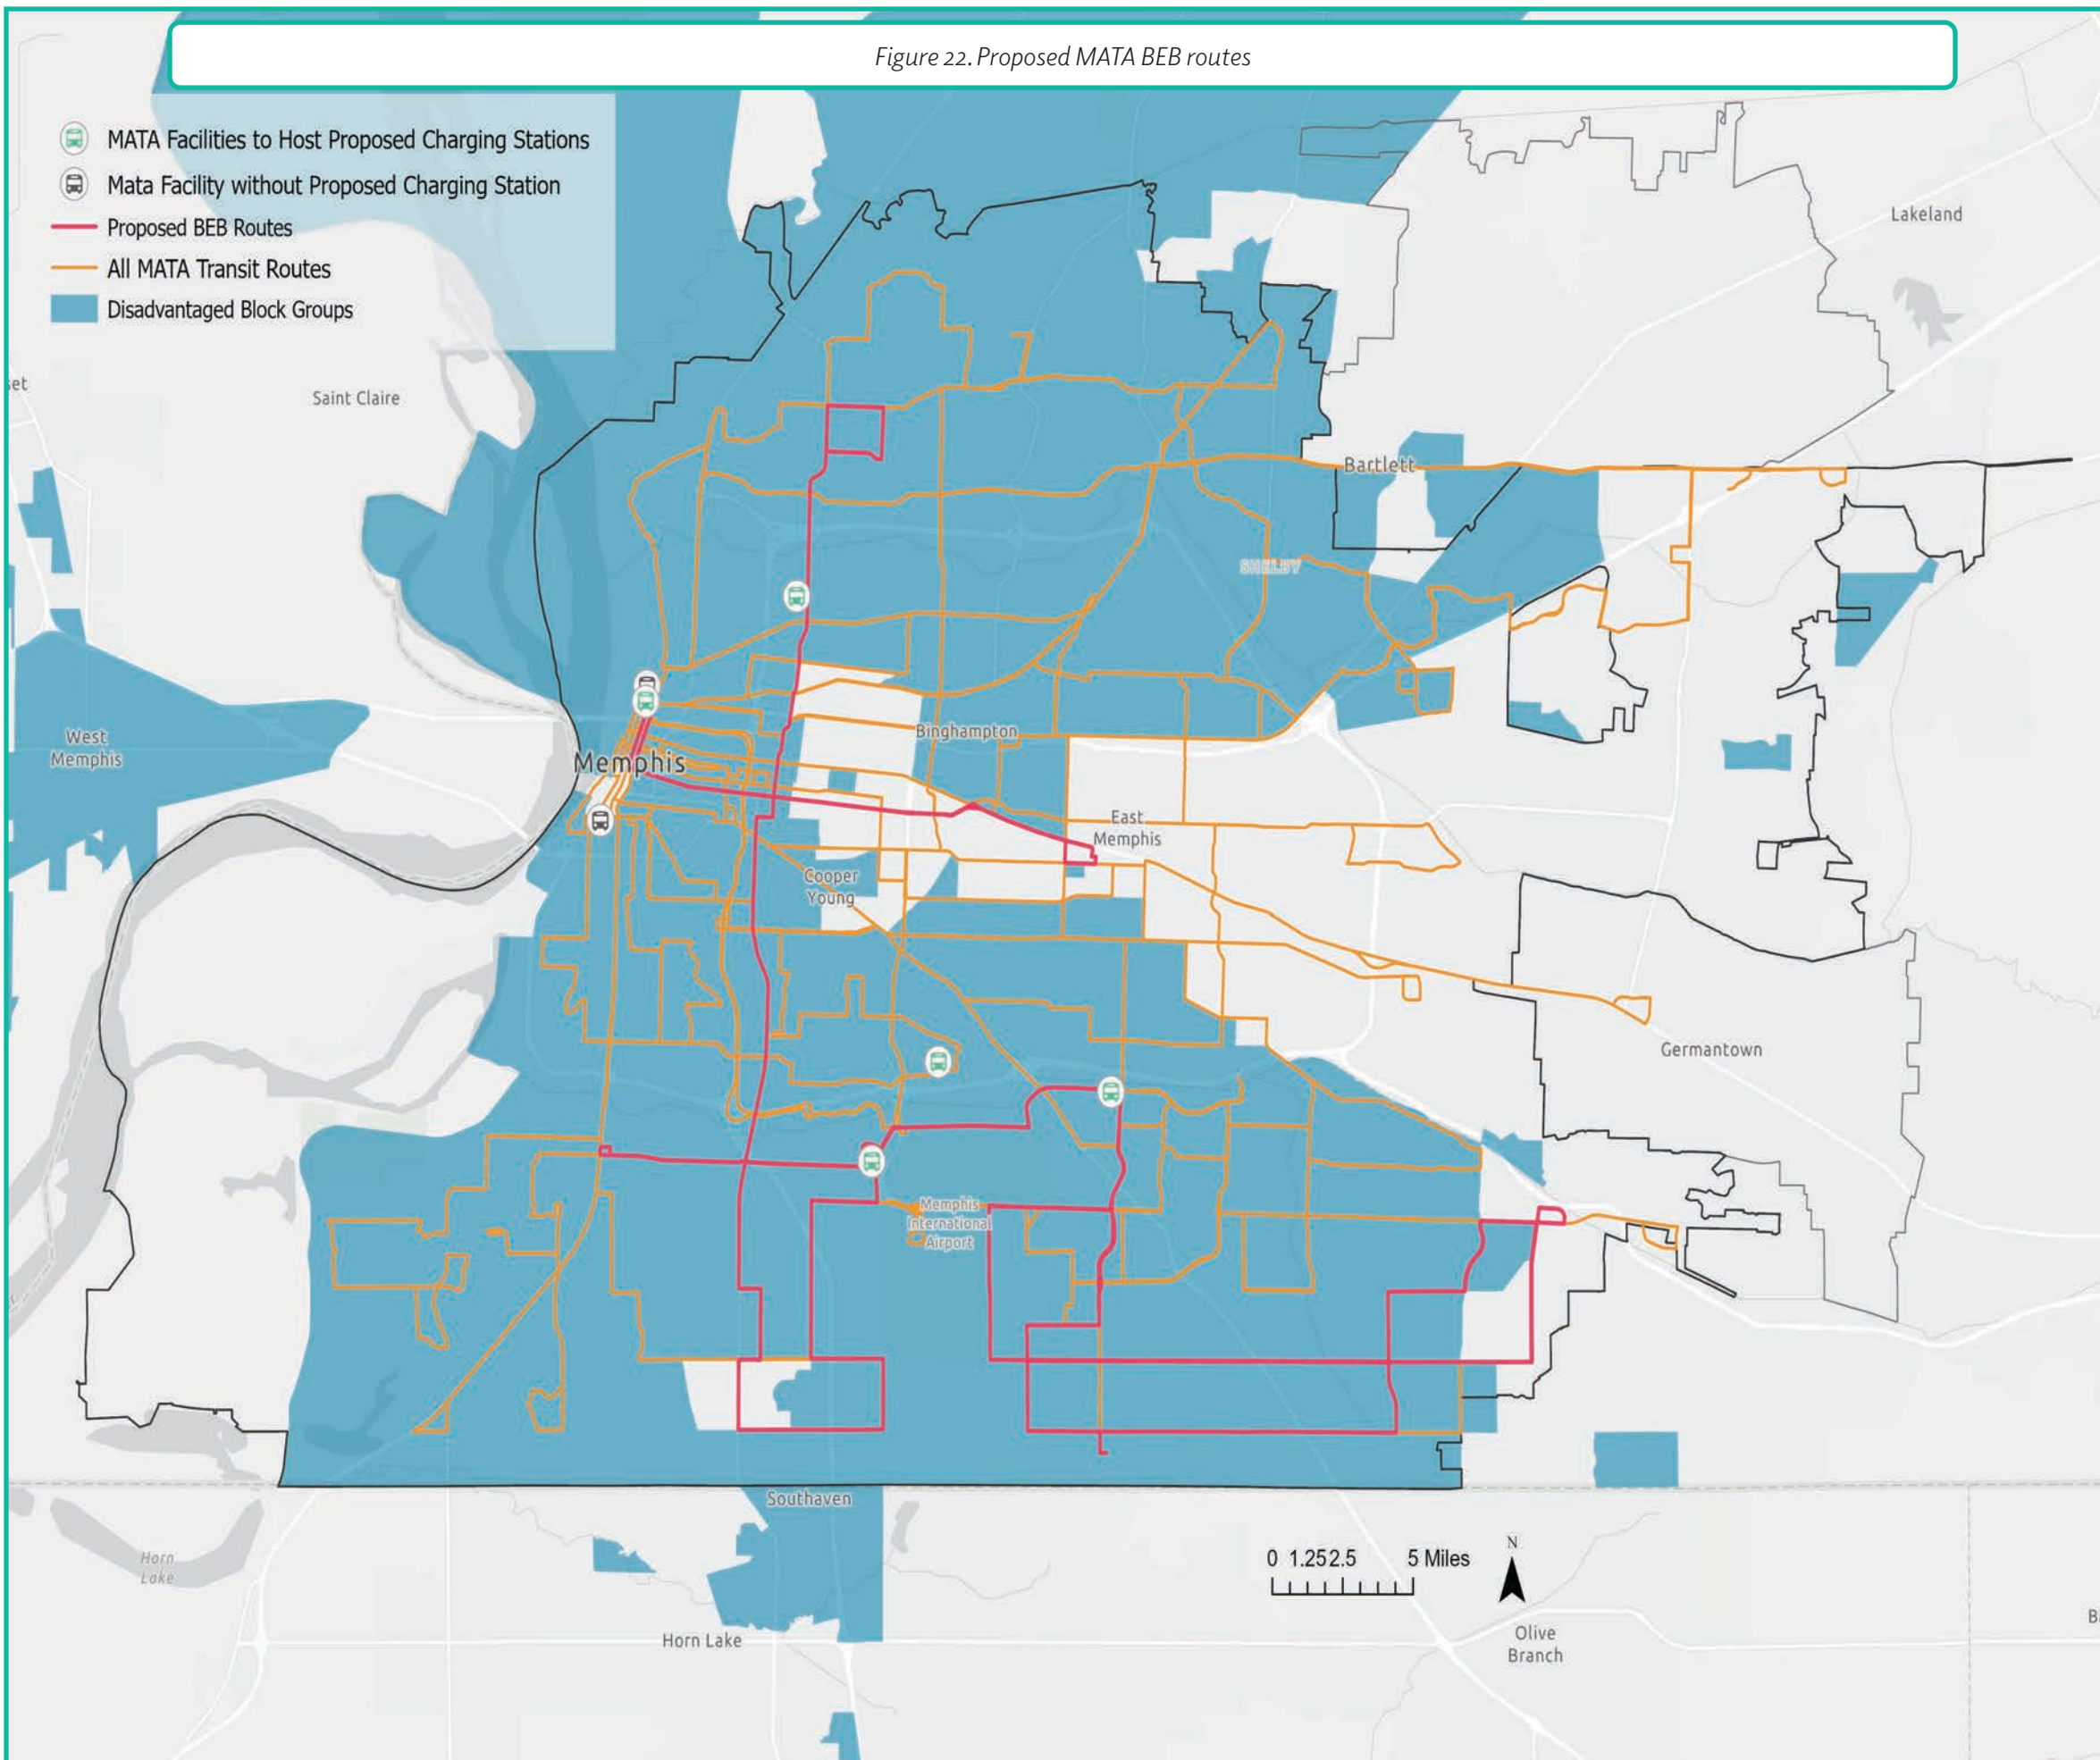 Figure 22. Proposed MATA BEB routes
MATA Facilities to Host Proposed Charging Stations
Mata Facility without Proposed Charging Station
Proposed BEB Routes
All MATA Transit Routes
Disadvantaged Block Groups
Lakeland
Saint Claire
Bartlett
SHELBY
West
Memphis
Memphis
Binghampton
East
Memphis
Cooper
Young
Germantown
Memphis
International
Airport
Southaven
Horn
Lake
0 1.25 2.5 5 Miles
N
Horn Lake
Olive
Branch